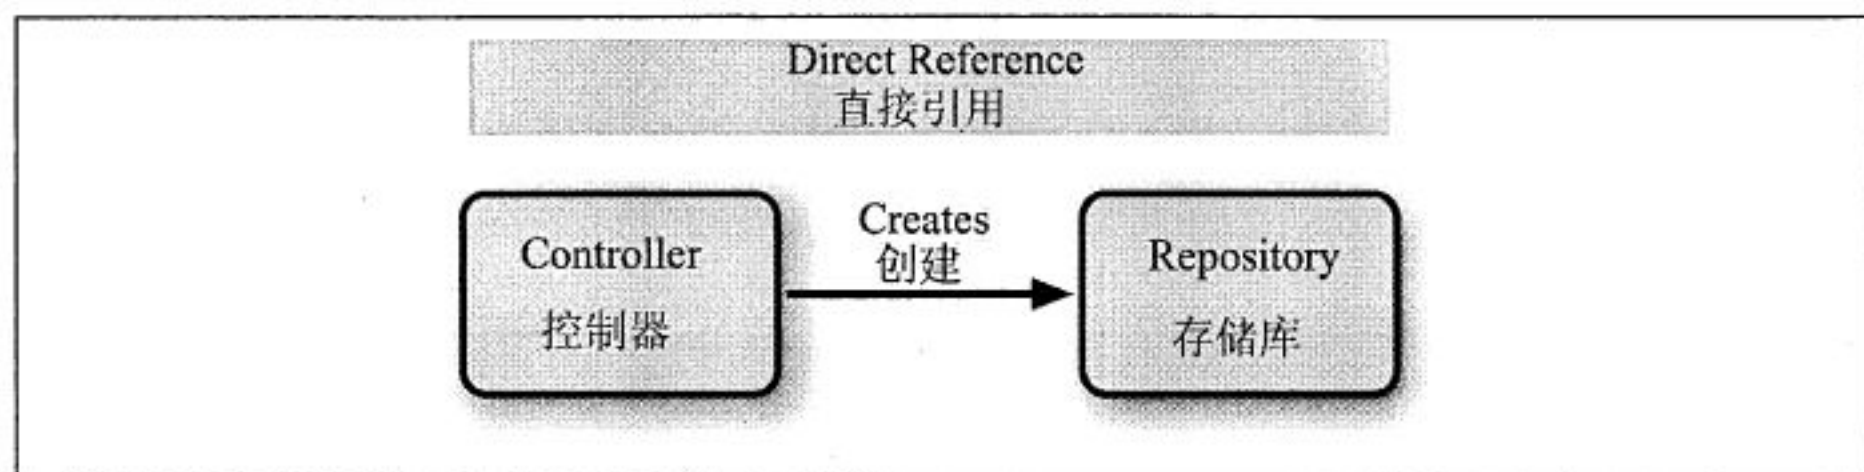 Direct Reference
直接引用
Creates
创建
Controller
控制器
Repository
存储库